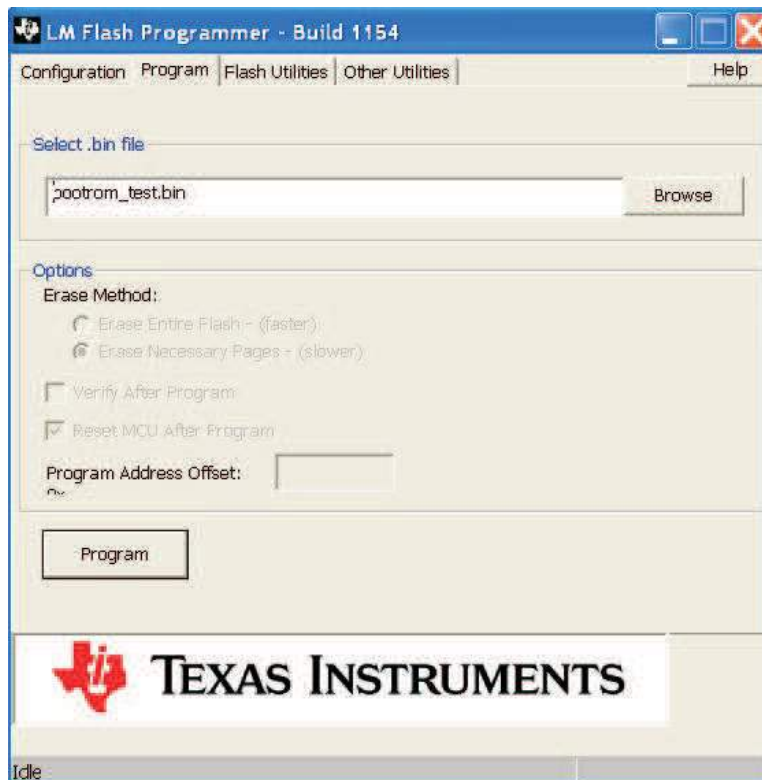 LM Flash Programmer - Build 1154
Configuration Program Flash Utilities Other Utilities Help
Select .bin file
bootrom_test.bin Browse
Options
Erase Method:
Erase Entire Flash - (faster)
Erase Necessary Pages - (slower)
Verify After Program
Reset MCU After Program
Program Address Offset:
0x
Program
TEXAS INSTRUMENTS
Idle